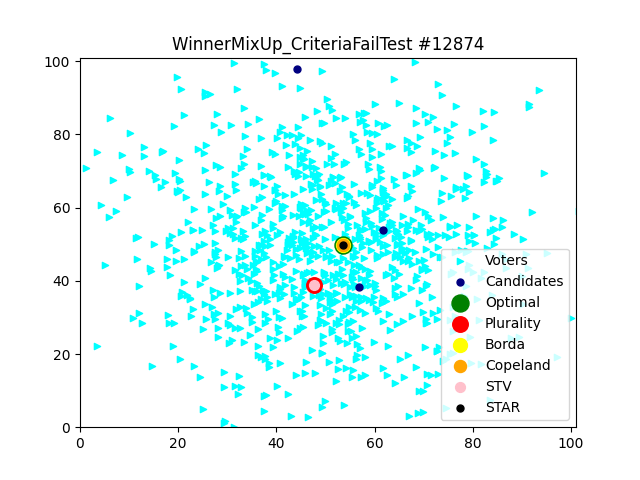 WinnerMixUp_CriteriaFailTest #12874
100
80
60
40
20
0
0 20 40 60 80 100
Voters
Candidates
Optimal
Plurality
Borda
Copeland
STV
STAR